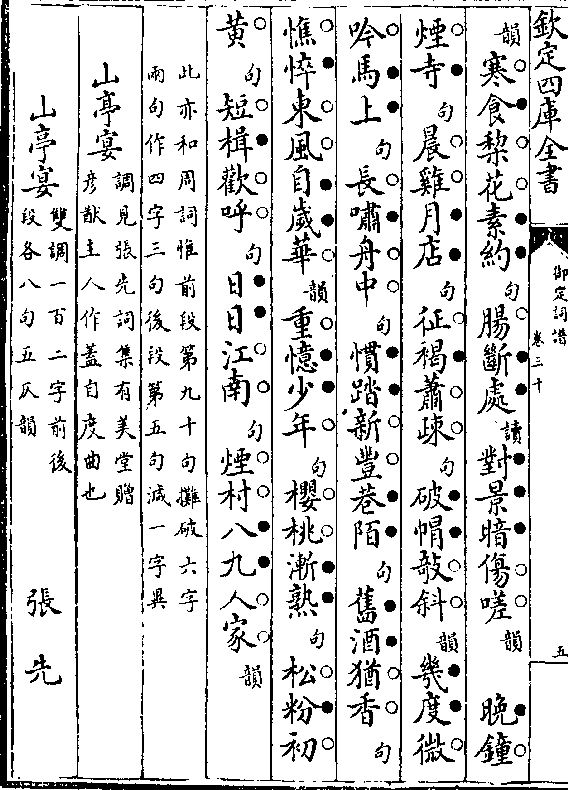 欽定四庫全書
御定詞譜 卷三十 五
韻寒食棃花素約句腸斷處讀對景暗傷嗟韻 晚鐘
煙寺句晨雞月店句征褐蕭疎句破帽敧斜韻幾度微
吟馬上句長嘯舟中句慣踏新豐巷陌句舊酒猶香句
憔悴東風自歲華韻重憶少年句櫻桃漸熟句松粉初
黄句短楫歡呼句日日江南句煙村八九人家韻
此亦和周詞惟前段第九十句攤破六字
兩句作四字三句後段第五句減一字異
山亭宴調見張先詞集有美堂贈
彦猷主人作蓋自度曲也
山亭宴雙調一百二字前後
段各八句五仄韻 張先